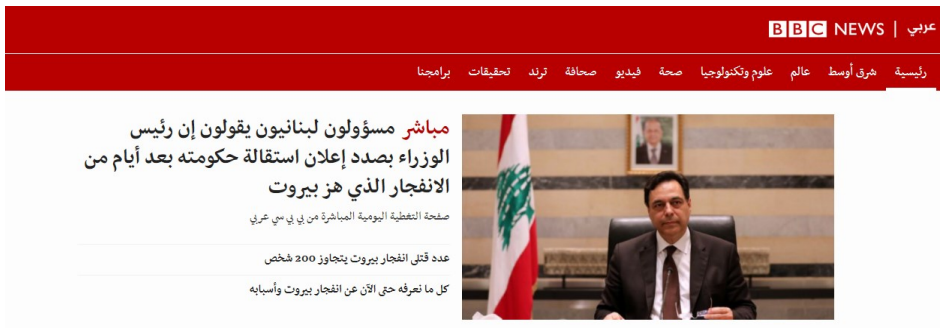 BBC NEWS | عربي
رئيسية شرق أوسط عالم علوم وتكنولوجيا صحة فيديو صحافة ترند تحقيقات برامجنا
مباشر مسؤولون لبنانيون يقولون إن رئيس
الوزراء بصدد إعلان استقالة حكومته بعد أيام من
الانفجار الذي هز بيروت
صفحة التغطية اليومية المباشرة من بي بي سي عربي
عدد قتلى انفجار بيروت يتجاوز 200 شخص
كل ما نعرفه حتى الآن عن انفجار بيروت وأسبابه